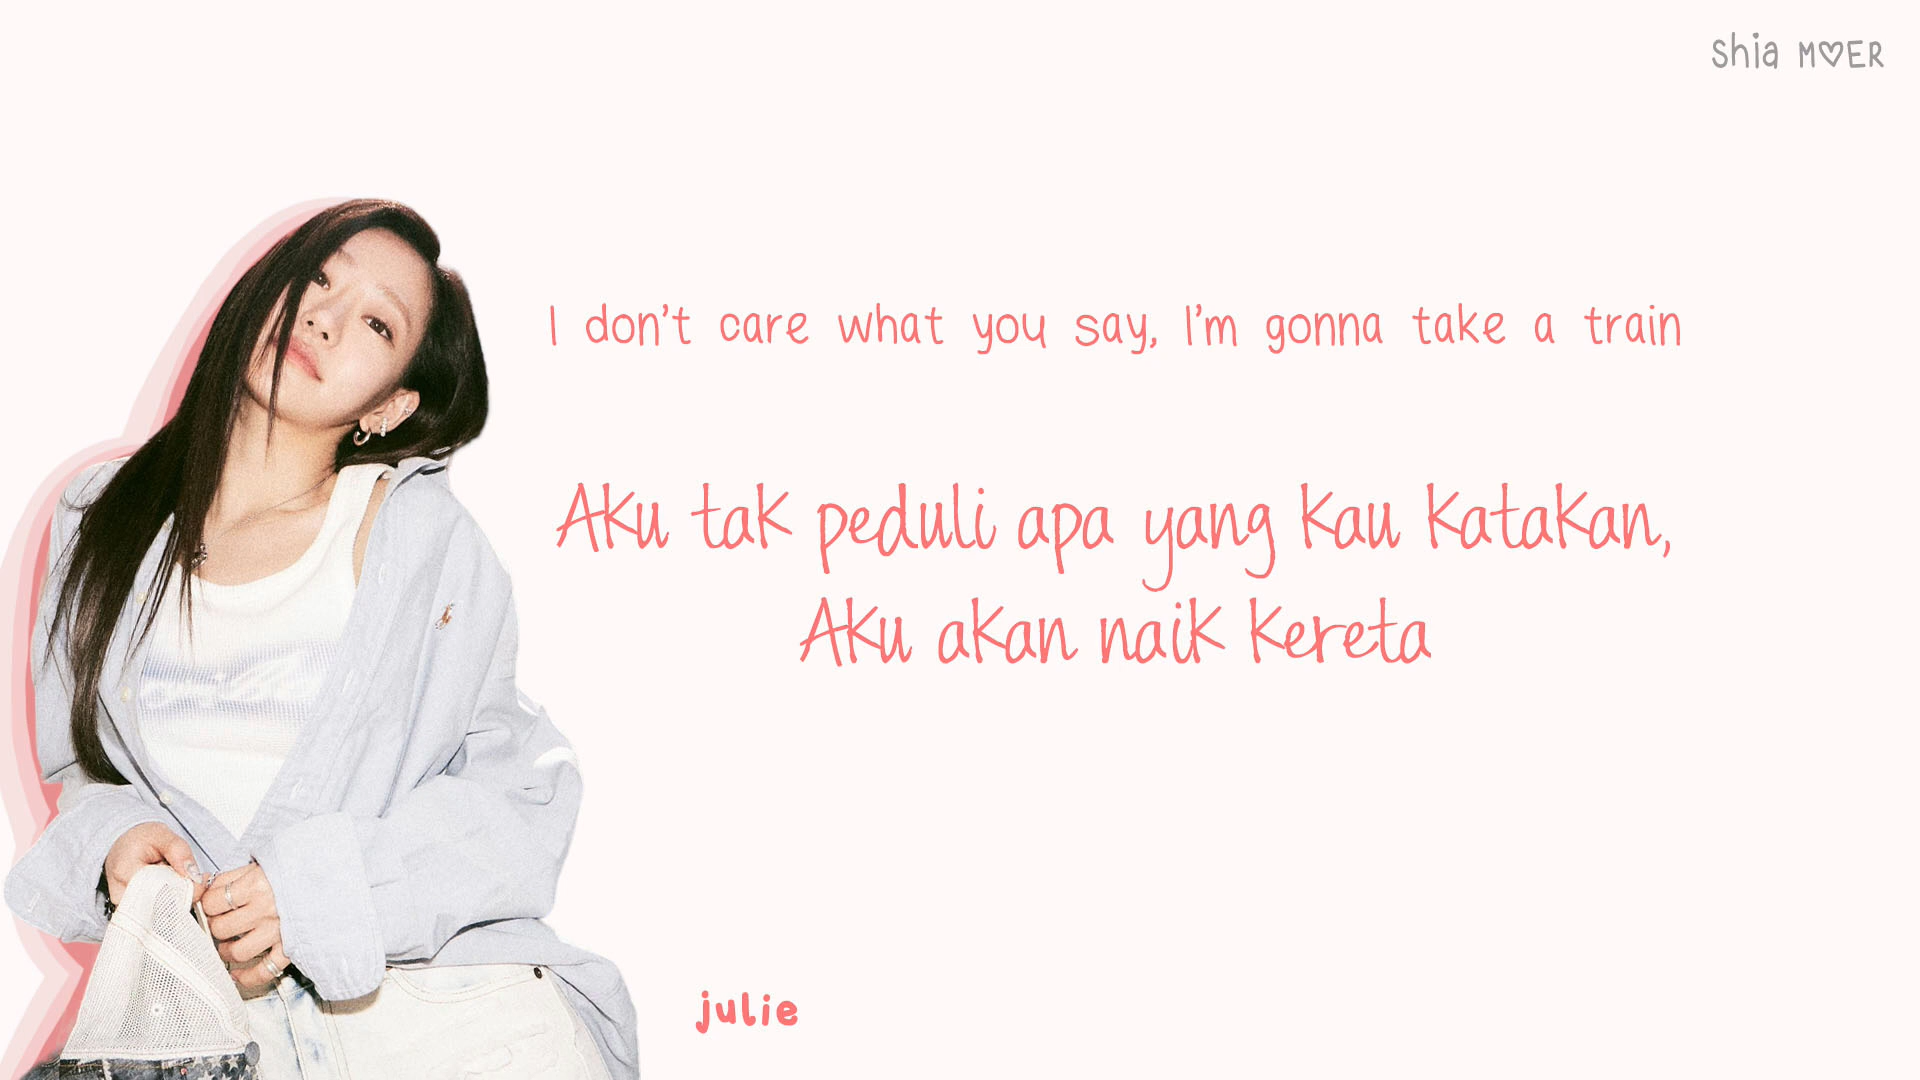 Shia M♡ER
I don't care what you say, I'm gonna take a train
Aku tak peduli apa yang kau katakan,
Aku akan naik kereta
julie